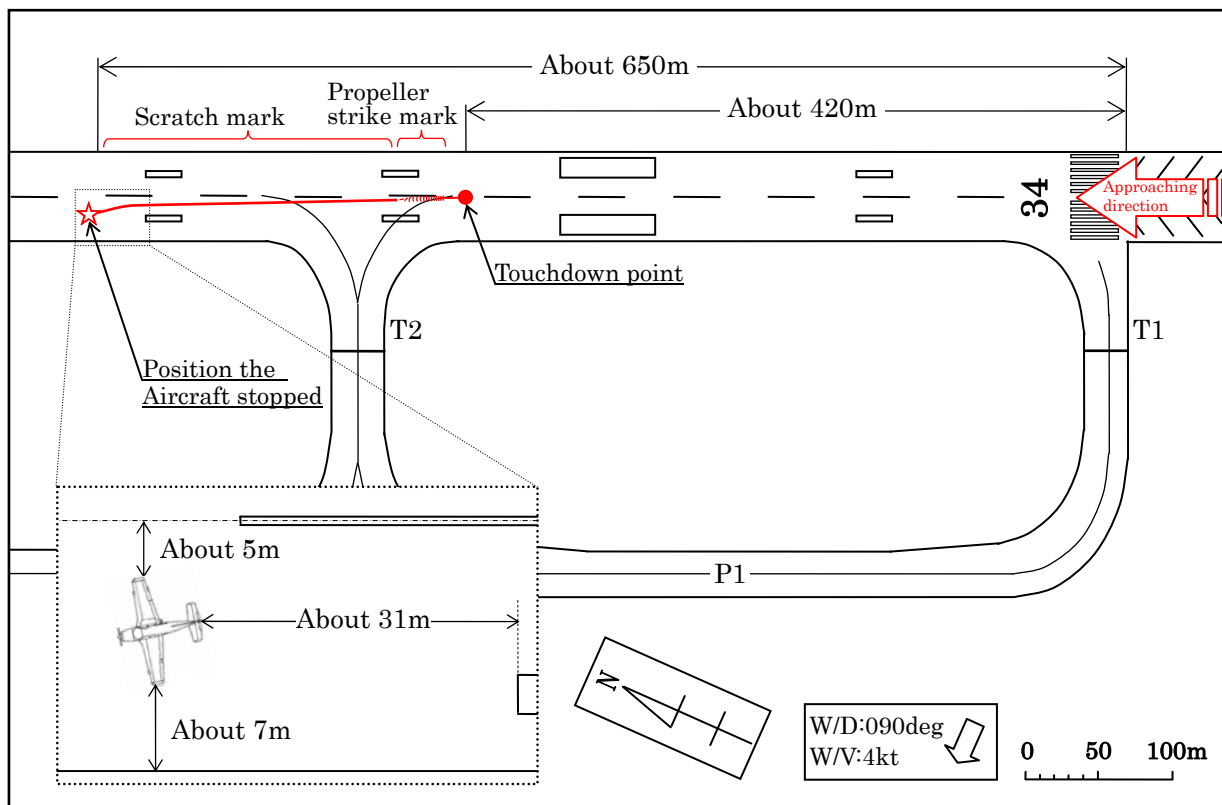 About 650m
About 420m
Propeller
strike mark
Scratch mark
34
Approaching
direction
Touchdown point
T2
T1
Position the
Aircraft stopped
About 5m
About 31m
About 7m
P1
N
W/D:090deg
W/V:4kt
0 50 100m